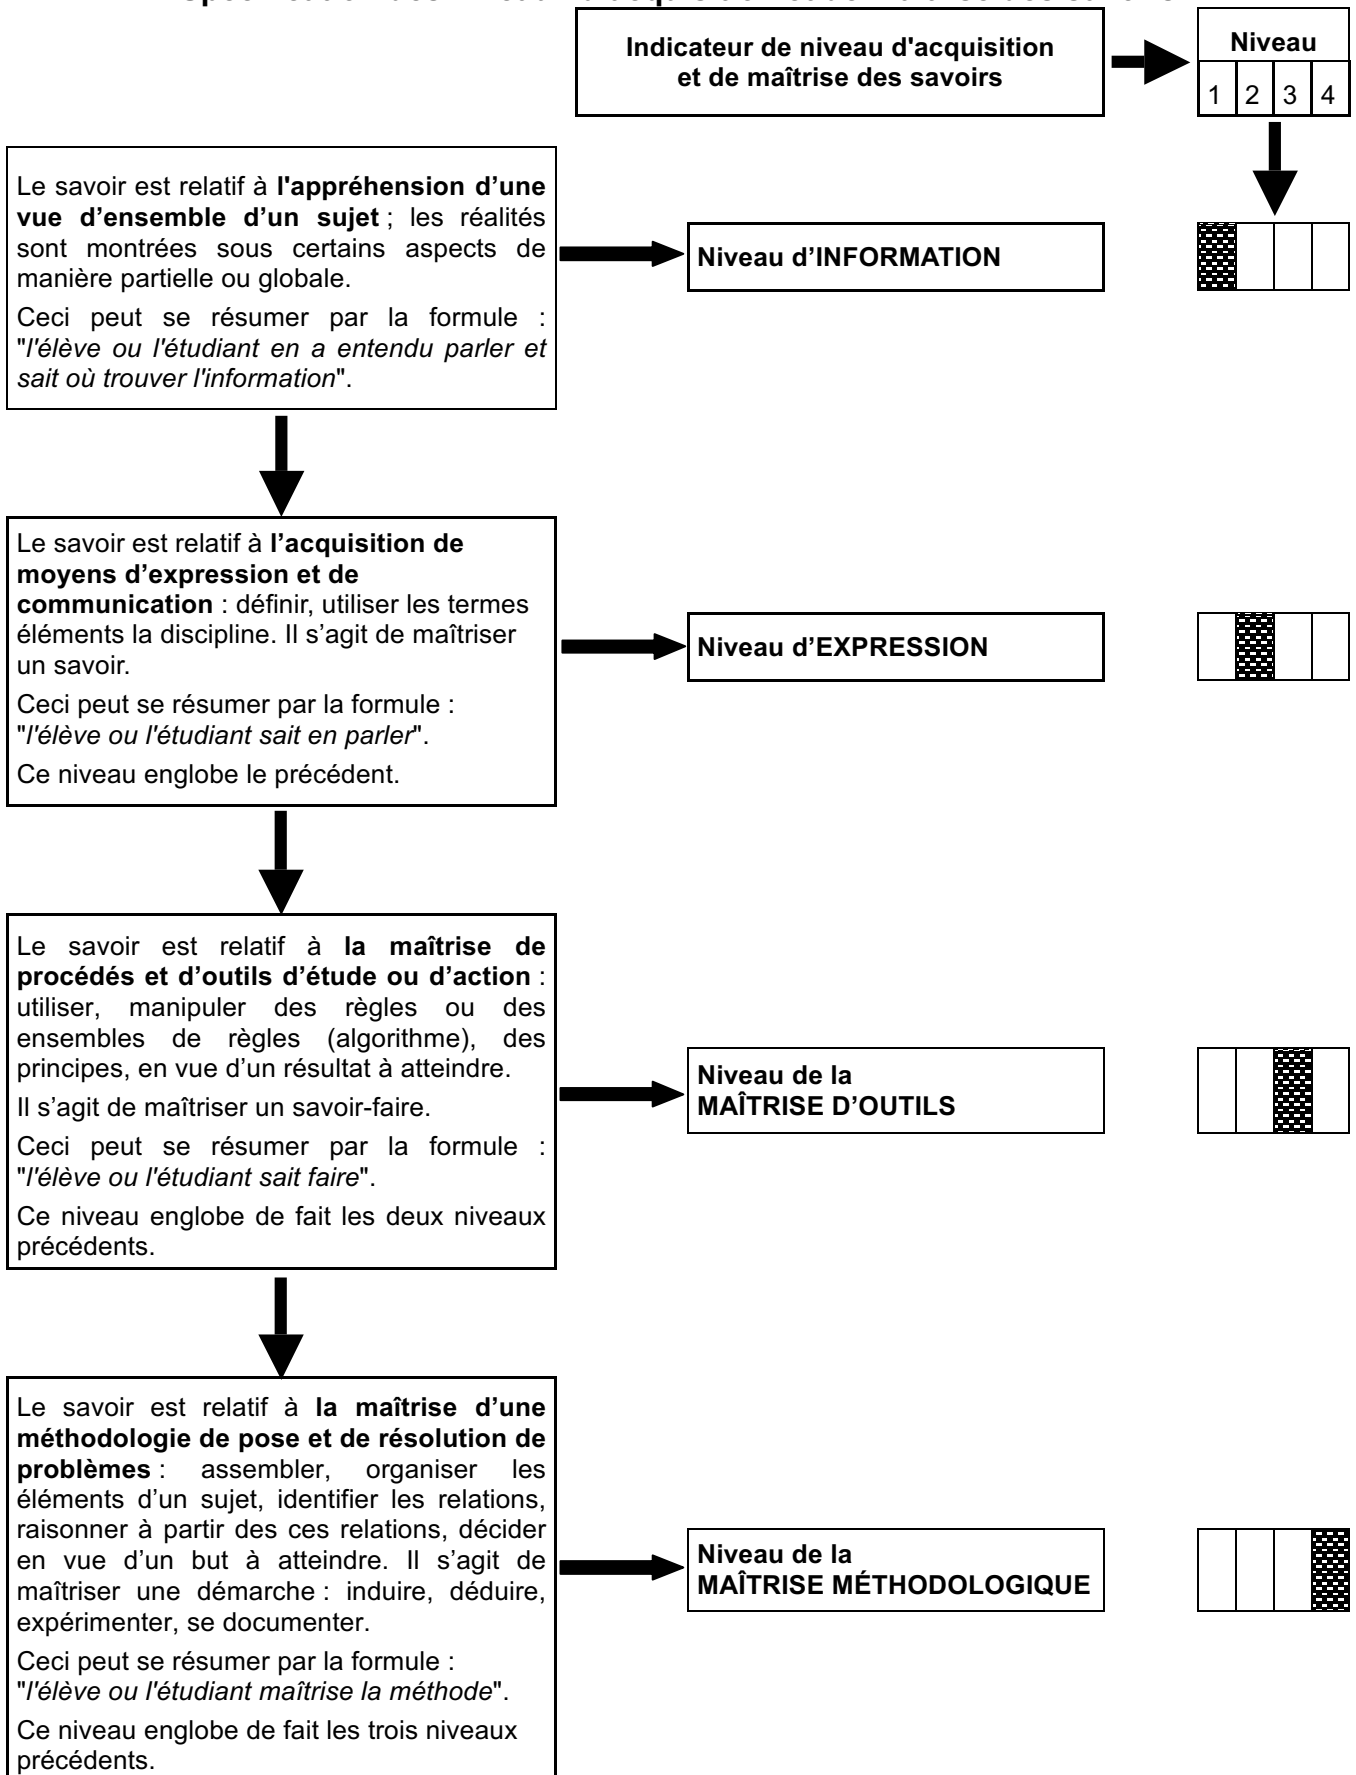 Indicateur de niveau d'acquisition
et de maîtrise des savoirs
Niveau
1 2 3 4
Le savoir est relatif à l'appréhension d’une
vue d’ensemble d’un sujet ; les réalités
sont montrées sous certains aspects de
manière partielle ou globale.
Ceci peut se résumer par la formule :
"l'élève ou l'étudiant en a entendu parler et
sait où trouver l'information".
Niveau d’INFORMATION
Le savoir est relatif à l’acquisition de
moyens d’expression et de
communication : définir, utiliser les termes
éléments la discipline. Il s’agit de maîtriser
un savoir.
Ceci peut se résumer par la formule :
"l'élève ou l'étudiant sait en parler".
Ce niveau englobe le précédent.
Niveau d’EXPRESSION
Le savoir est relatif à la maîtrise de
procédés et d’outils d’étude ou d’action :
utiliser, manipuler des règles ou des
ensembles de règles (algorithme), des
principes, en vue d’un résultat à atteindre.
Il s’agit de maîtriser un savoir-faire.
Ceci peut se résumer par la formule :
"l'élève ou l'étudiant sait faire".
Ce niveau englobe de fait les deux niveaux
précédents.
Niveau de la
MAÎTRISE D’OUTILS
Le savoir est relatif à la maîtrise d’une
méthodologie de pose et de résolution de
problèmes : assembler, organiser les
éléments d’un sujet, identifier les relations,
raisonner à partir des ces relations, décider
en vue d’un but à atteindre. Il s’agit de
maîtriser une démarche : induire, déduire,
expérimenter, se documenter.
Ceci peut se résumer par la formule :
"l'élève ou l'étudiant maîtrise la méthode".
Ce niveau englobe de fait les trois niveaux
précédents.
Niveau de la
MAÎTRISE MÉTHODOLOGIQUE